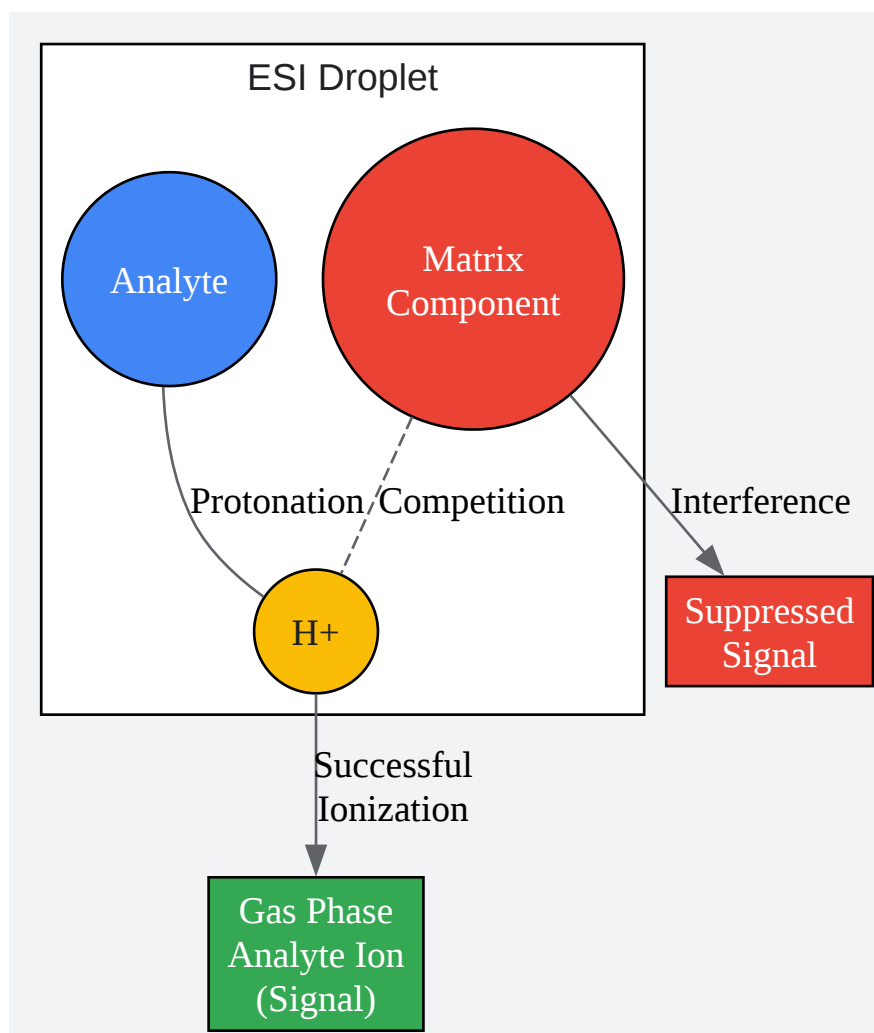 ESI Droplet
Analyte
Matrix
Component
Protonation
Competition
Interference
H+
Suppressed
Signal
Successful
Ionization
Gas Phase
Analyte Ion
(Signal)